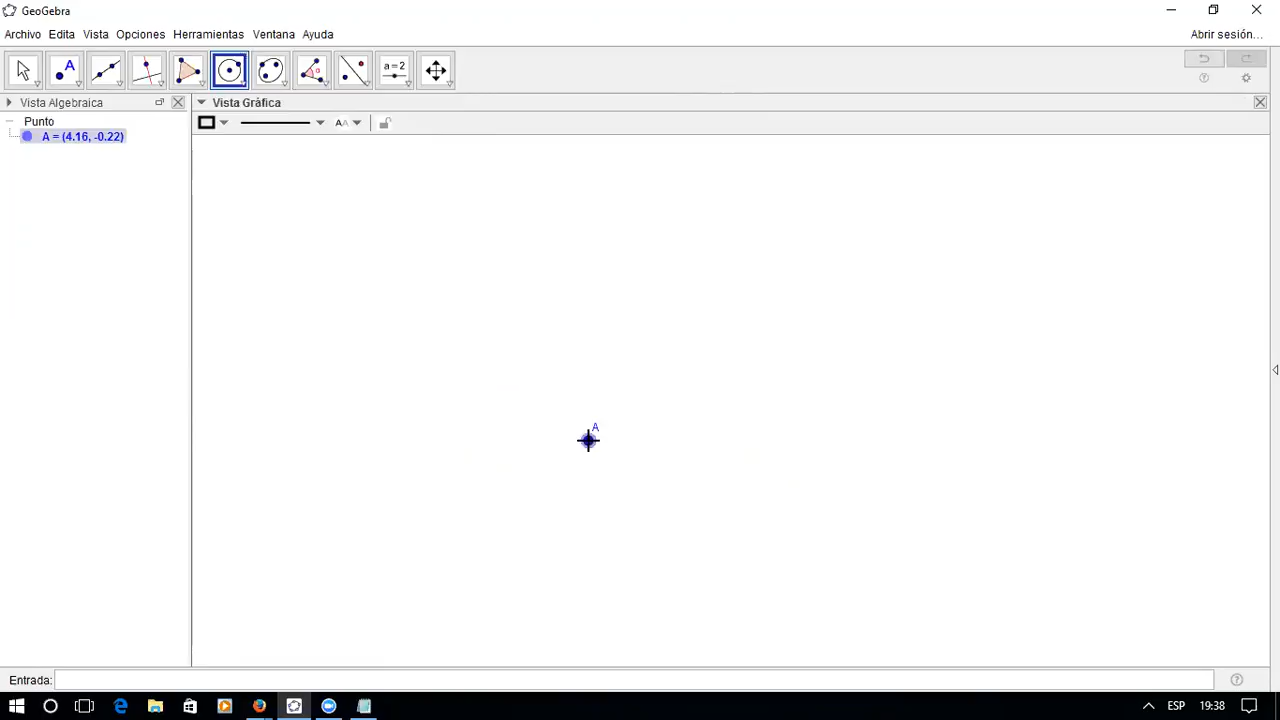 GeoGebra
Archivo Edita Vista Opciones Herramientas Ventana Ayuda Abrir sesión...
A a=2
Vista Algebraica Vista Gráfica
AA
Punto
A = (4.16, -0.22)
A
Entrada:
ESP 19:38